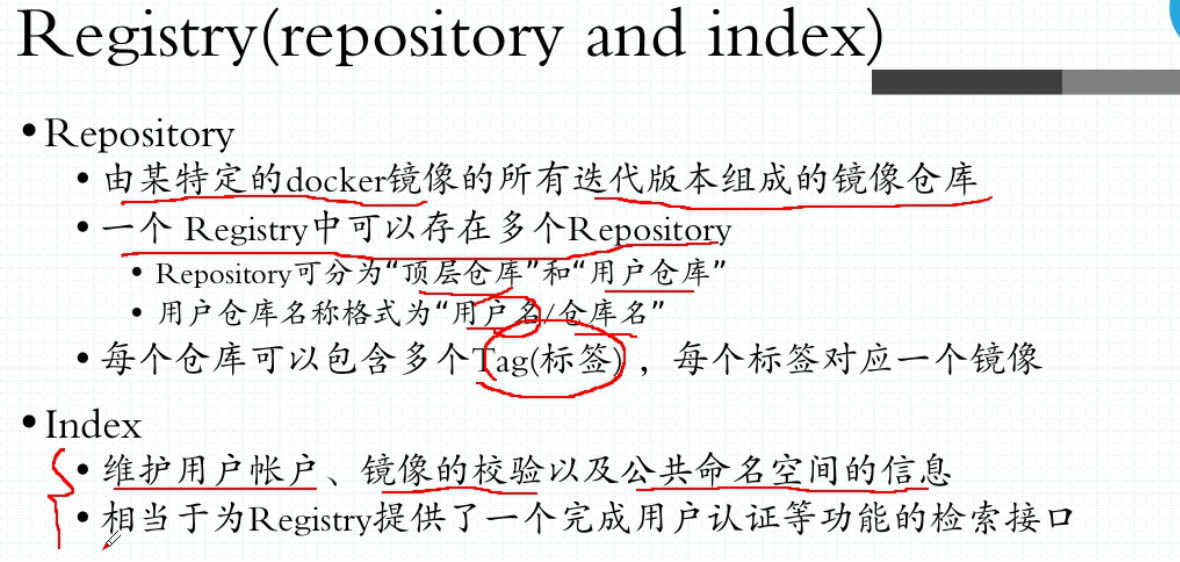 Registry(repository and index)
•Repository
•由某特定的docker镜像的所有迭代版本组成的镜像仓库
•一个 Registry中可以存在多个Repository
•Repository可分为“顶层仓库”和“用户仓库”
•用户仓库名称格式为“用户名/仓库名”
•每个仓库可以包含多个Tag(标签)，每个标签对应一个镜像
•Index
•维护用户帐户、镜像的校验以及公共命名空间的信息
•相当于为Registry提供了一个完成用户认证等功能的检索接口